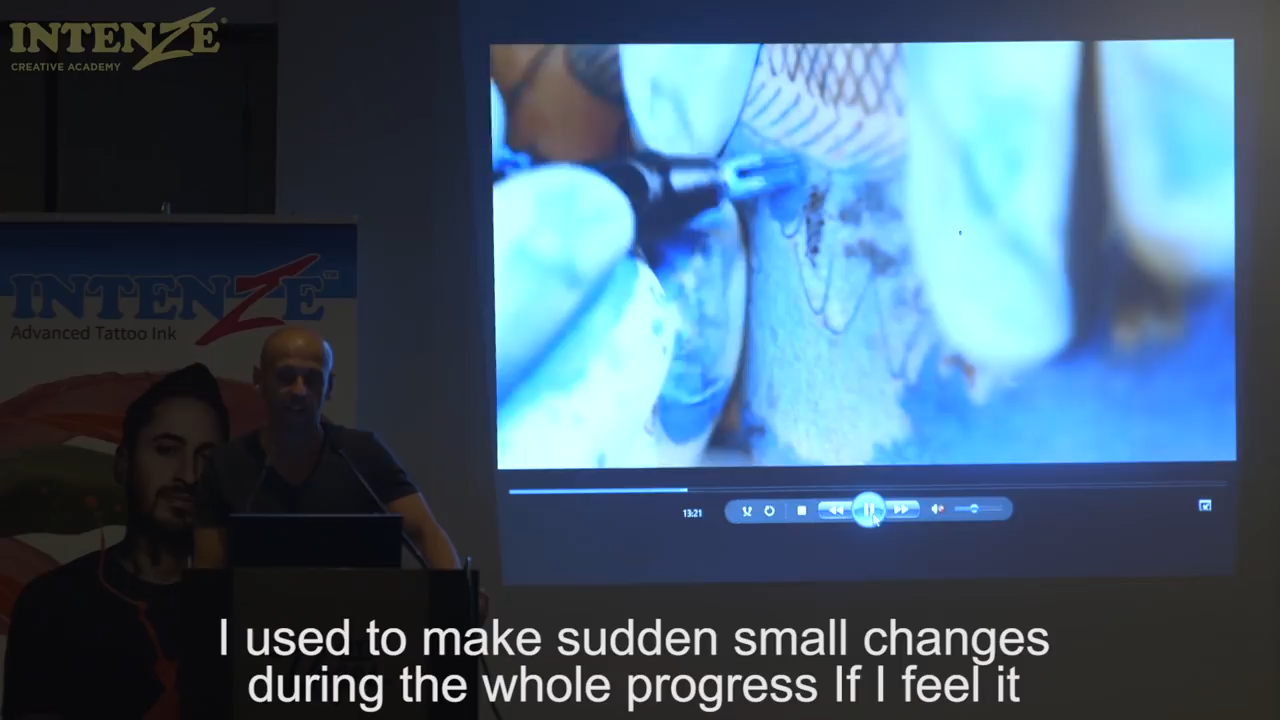 INTENZE
CREATIVE ACADEMY
INTENZE™
Advanced Tattoo Ink
13:21
I used to make sudden small changes
during the whole progress If I feel it